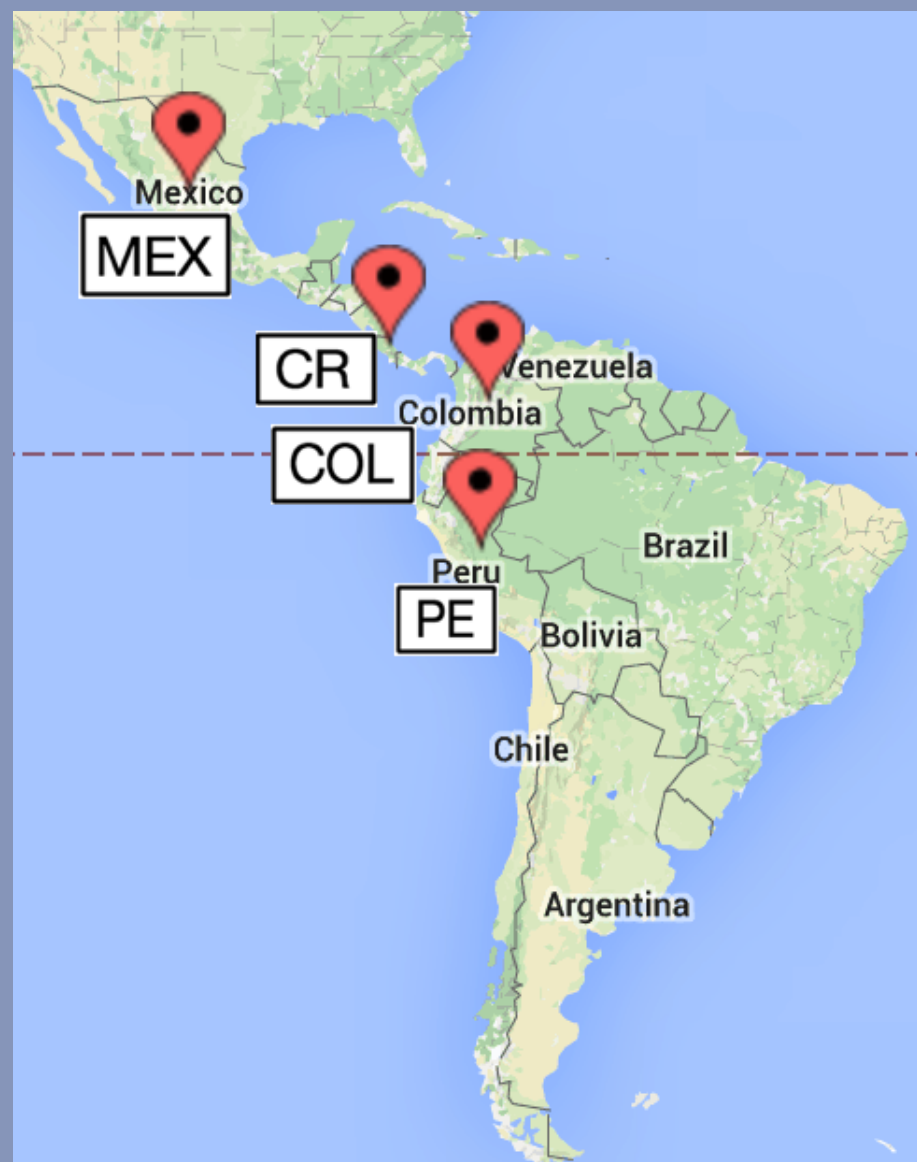 Mexico
MEX
CR
Venezuela
Colombia
COL
Brazil
Peru
PE
Bolivia
Chile
Argentina